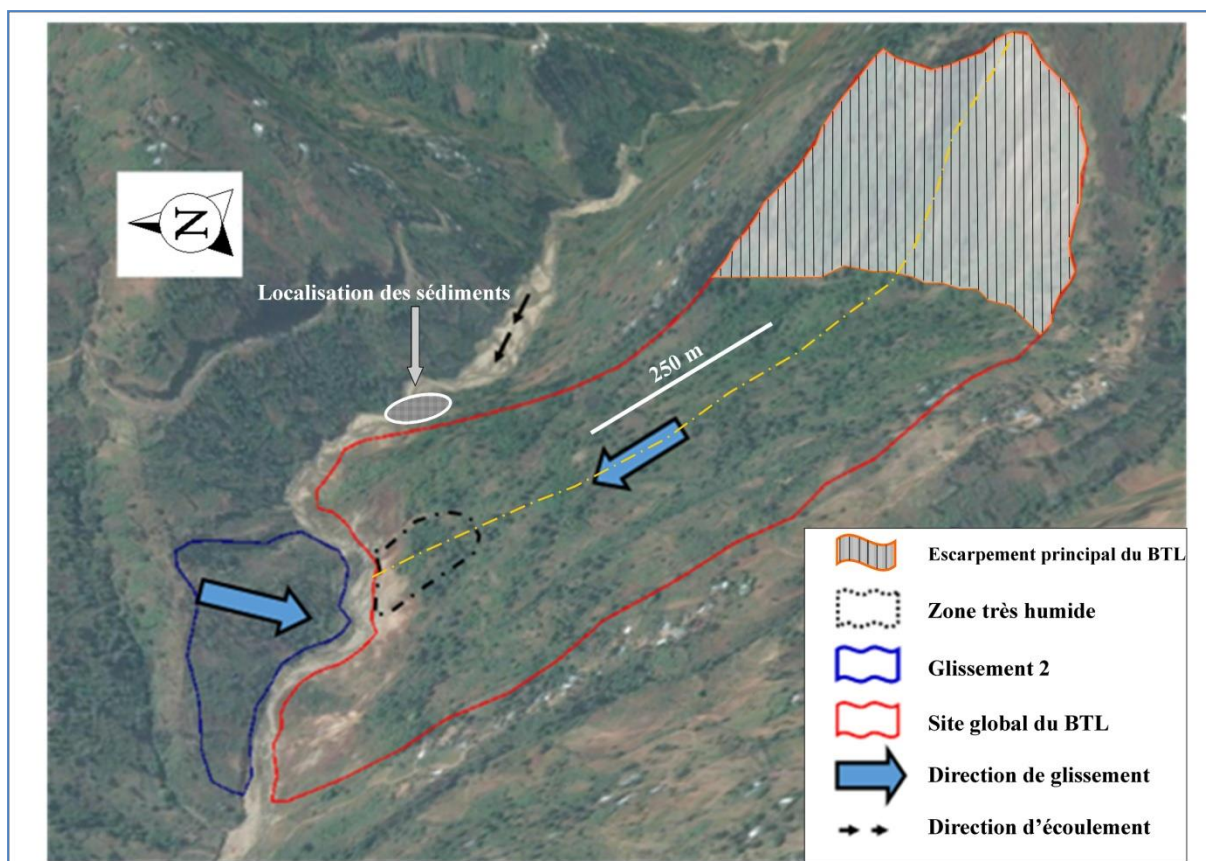 N
Localisation des sédiments
250 m
Escarpement principal du BTL
Zone très humide
Glissement 2
Site global du BTL
Direction de glissement
Direction d’écoulement